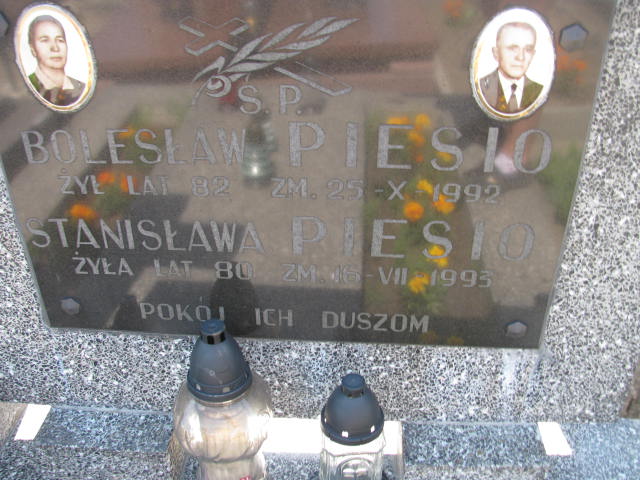 Ś.P.
BOLESŁAW PIESIO
ŻYŁ LAT 82 ZM. 25-X-1992
STANISŁAWA PIESIO
ŻYŁA LAT 80 ZM. 16-VII-1993
POKÓJ ICH DUSZOM